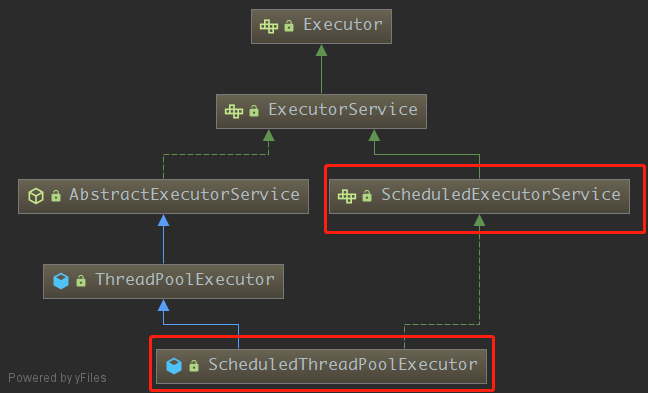 Executor
ExecutorService
AbstractExecutorService
ScheduledExecutorService
ThreadPoolExecutor
ScheduledThreadPoolExecutor
Powered by yFiles